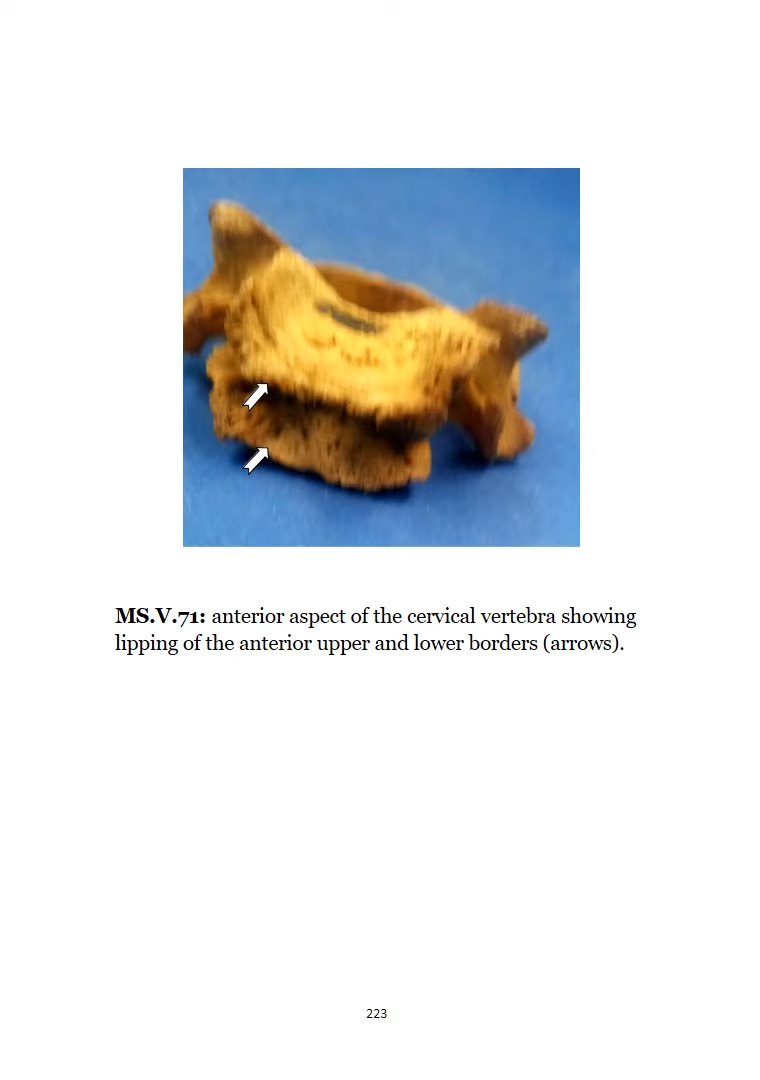 MS.V.71: anterior aspect of the cervical vertebra showing
lipping of the anterior upper and lower borders (arrows).
223